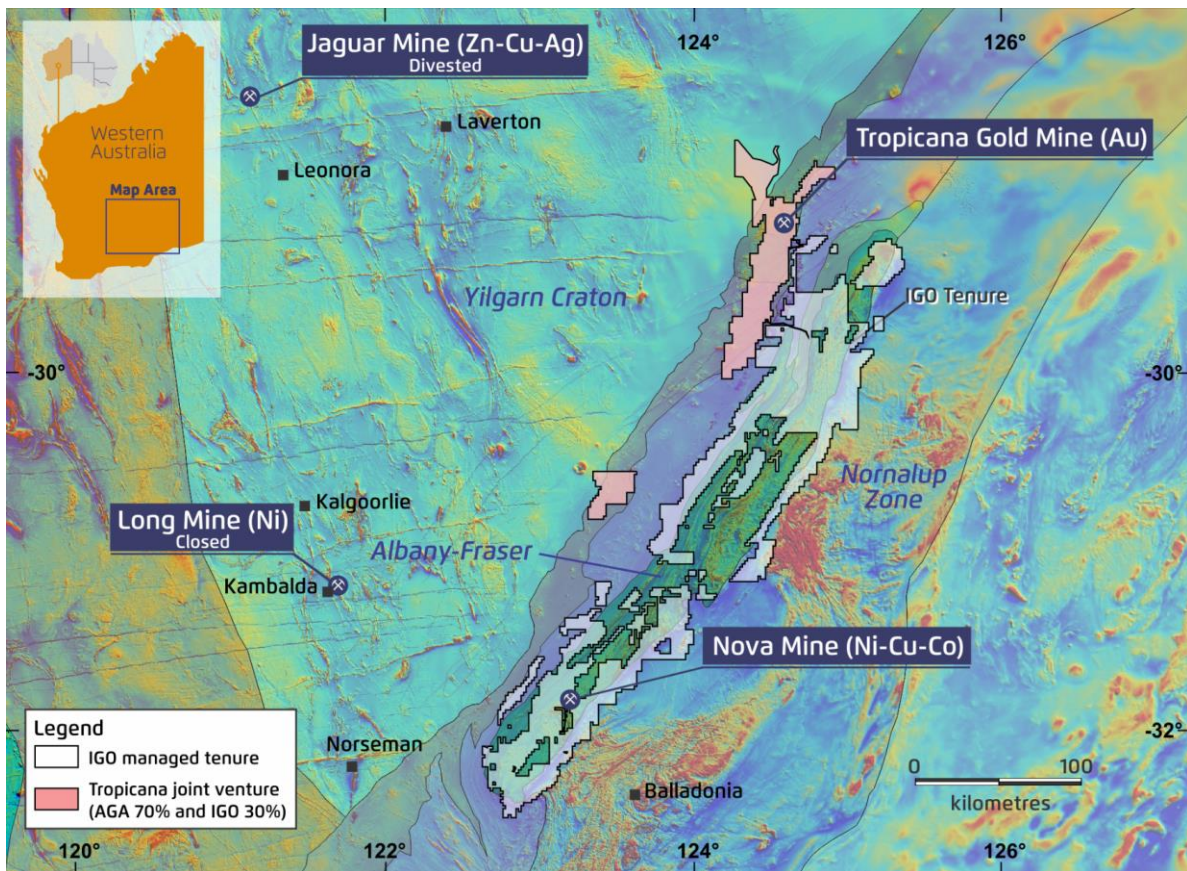 Jaguar Mine (Zn-Cu-Ag)
Divested
124°
126°
Laverton
Western
Australia
Map Area
Leonora
Tropicana Gold Mine (Au)
Yilgarn Craton
IGO Tenure
-30°
-30°
Nornalup
Zone
Kalgoorlie
Long Mine (Ni)
Closed
Albany-Fraser
Kambalda
Nova Mine (Ni-Cu-Co)
Legend
IGO managed tenure
Tropicana joint venture
(AGA 70% and IGO 30%)
Norseman
-32°
0
100
kilometres
Balladonia
120°
122°
124°
126°